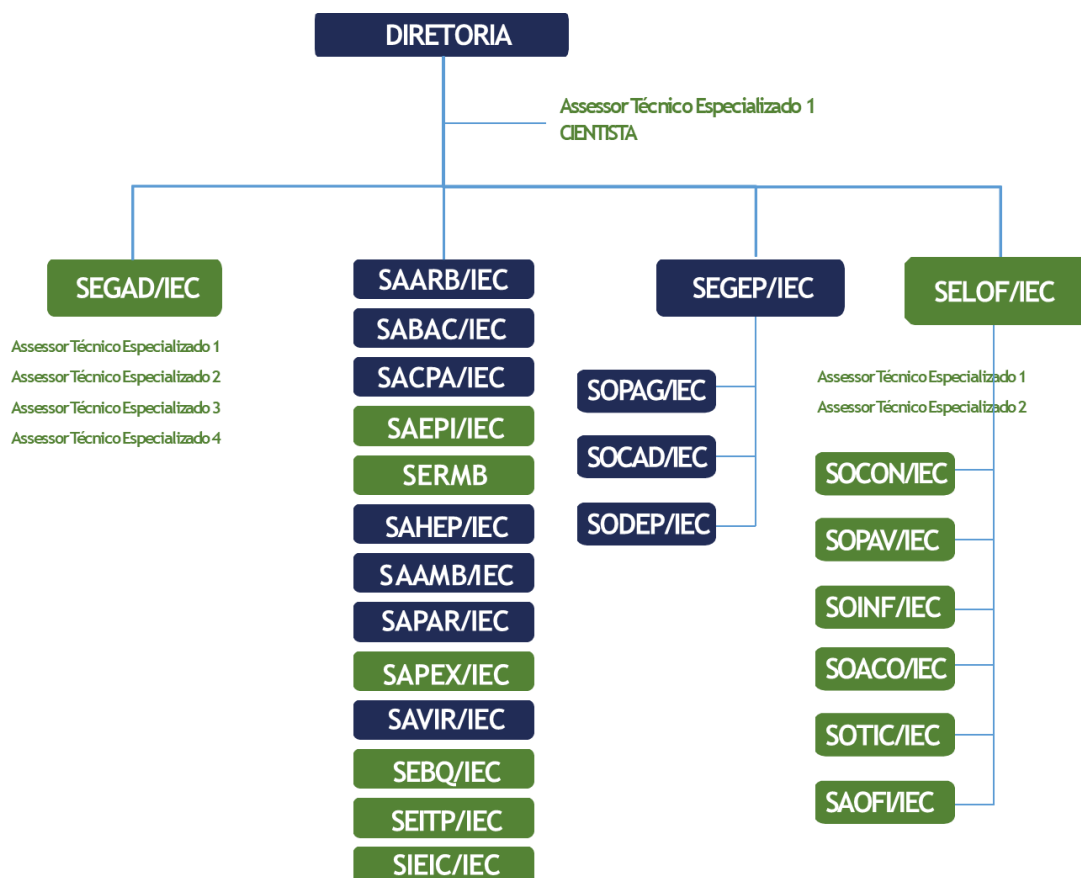 DIRETORIA
Assessor Técnico Especializado 1
CIENTISTA
SEGAD/IEC
Assessor Técnico Especializado 1
Assessor Técnico Especializado 2
Assessor Técnico Especializado 3
Assessor Técnico Especializado 4
SAARB/IEC
SABAC/IEC
SACPA/IEC
SAEPI/IEC
SERMB
SAHEP/IEC
SAAMB/IEC
SAPAR/IEC
SAPEX/IEC
SAVIR/IEC
SEBQ/IEC
SEITP/IEC
SIEIC/IEC
SEGEP/IEC
SOPAG/IEC
SOCAD/IEC
SODEP/IEC
SELOF/IEC
Assessor Técnico Especializado 1
Assessor Técnico Especializado 2
SOCON/IEC
SOPAV/IEC
SOINF/IEC
SOACO/IEC
SOTIC/IEC
SAOFI/IEC